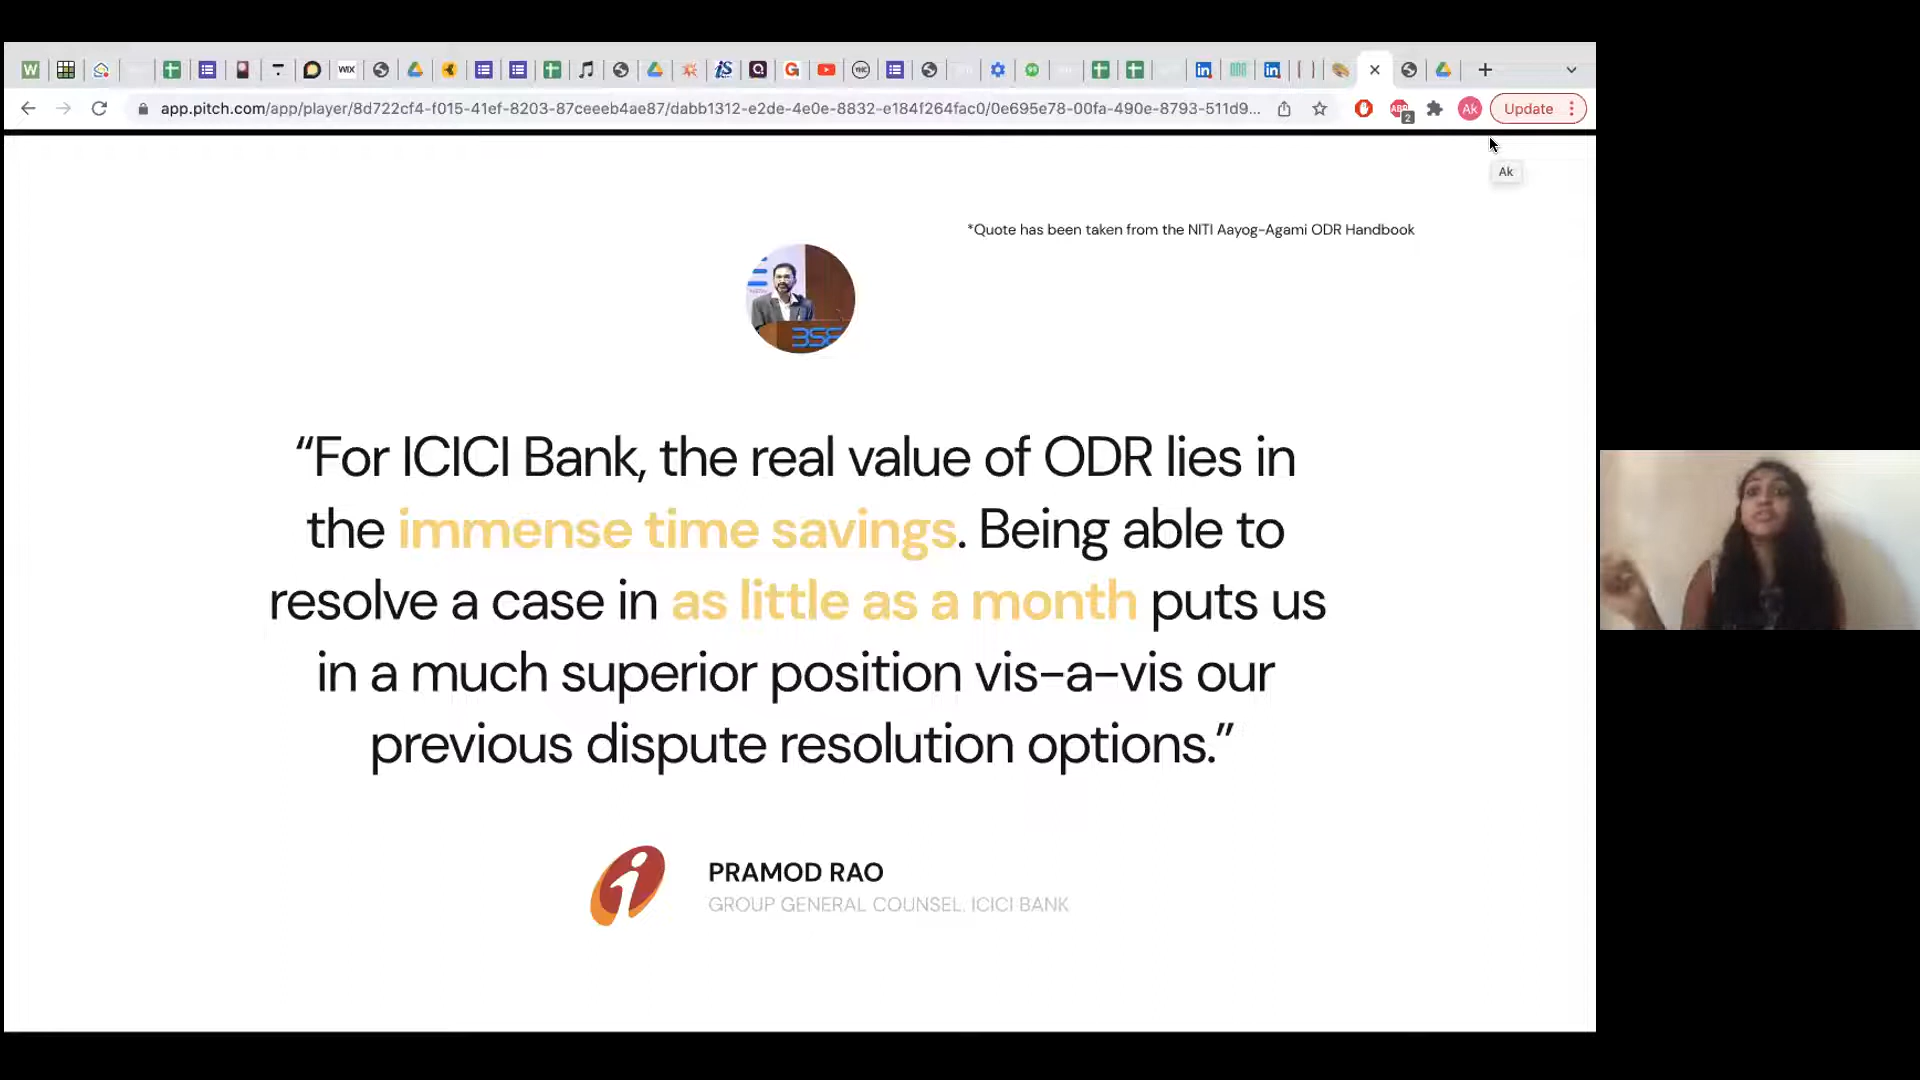 WIX
app.pitch.com/app/player/8d722cf4-f015-41ef-8203-87ceeeb4ae87/dabb1312-e2de-4e0e-8832-e184f264fac0/0e695e78-00fa-490e-8793-511d9...
ABP
2
Ak
Update
Ak
*Quote has been taken from the NITI Aayog-Agami ODR Handbook
“For ICICI Bank, the real value of ODR lies in
the immense time savings. Being able to
resolve a case in as little as a month puts us
in a much superior position vis-a-vis our
previous dispute resolution options.”
PRAMOD RAO
GROUP GENERAL COUNSEL, ICICI BANK